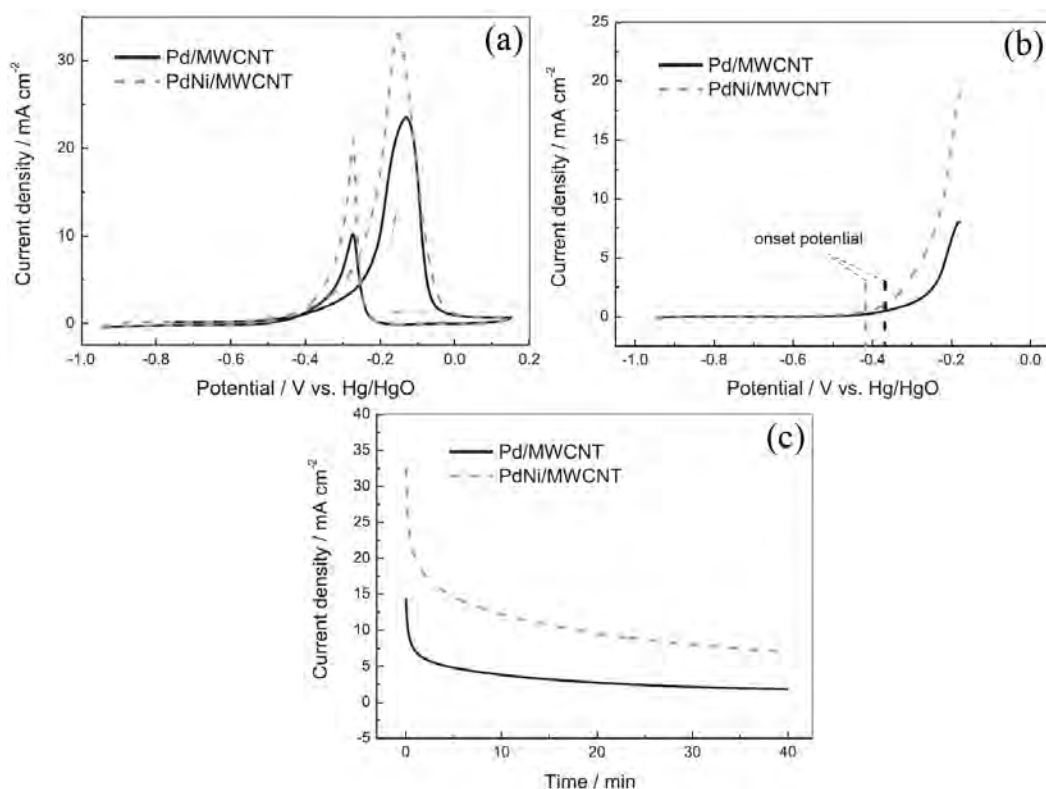 (a)
Pd/MWCNT
PdNi/MWCNT
Current density / mA cm⁻²
30
20
10
0
-1.0 -0.8 -0.6 -0.4 -0.2 0.0 0.2
Potential / V vs. Hg/HgO
(b)
Pd/MWCNT
PdNi/MWCNT
onset potential
Current density / mA cm⁻²
25
20
15
10
5
0
-1.0 -0.8 -0.6 -0.4 -0.2 0.0
Potential / V vs. Hg/HgO
(c)
Pd/MWCNT
PdNi/MWCNT
Current density / mA cm⁻²
40
35
30
25
20
15
10
5
0
-5
0 10 20 30 40
Time / min